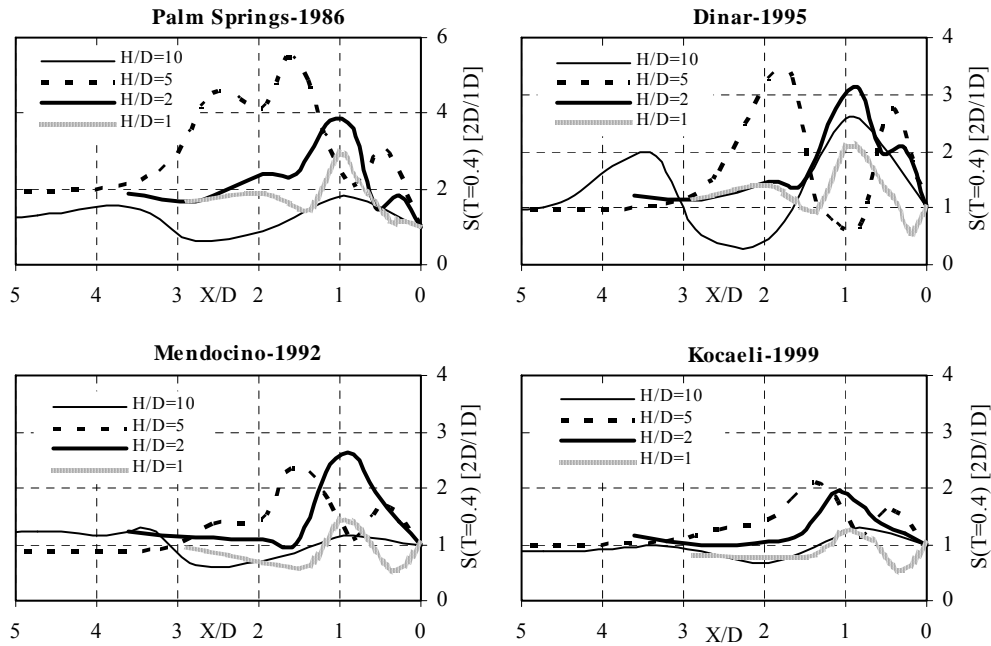 Palm Springs-1986
H/D=10
H/D=5
H/D=2
H/D=1
6
4
2
0
S(T=0.4) [2D/1D]
5 4 3 X/D 2 1 0
Dinar-1995
H/D=10
H/D=5
H/D=2
H/D=1
4
3
2
1
0
S(T=0.4) [2D/1D]
5 4 3 X/D 2 1 0
Mendocino-1992
H/D=10
H/D=5
H/D=2
H/D=1
4
3
2
1
0
S(T=0.4) [2D/1D]
5 4 3 X/D 2 1 0
Kocaeli-1999
H/D=10
H/D=5
H/D=2
H/D=1
4
3
2
1
0
S(T=0.4) [2D/1D]
5 4 3 X/D 2 1 0